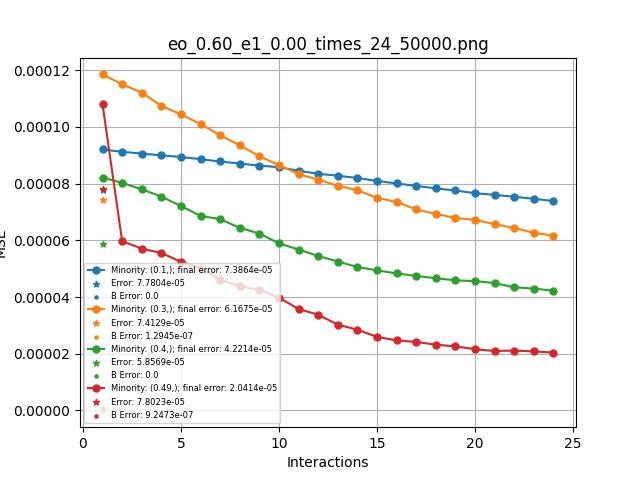 eo_0.60_e1_0.00_times_24_50000.png
0.00012
0.00010
0.00008
0.00006
0.00004
0.00002
0.00000
MSE
Minority: (0.1,); final error: 7.3864e-05
Error: 7.7804e-05
B Error: 0.0
Minority: (0.3,); final error: 6.1675e-05
Error: 7.4129e-05
B Error: 1.2945e-07
Minority: (0.4,); final error: 4.2214e-05
Error: 5.8569e-05
B Error: 0.0
Minority: (0.49,); final error: 2.0414e-05
Error: 7.8023e-05
B Error: 9.2473e-07
0 5 10 15 20 25
Interactions